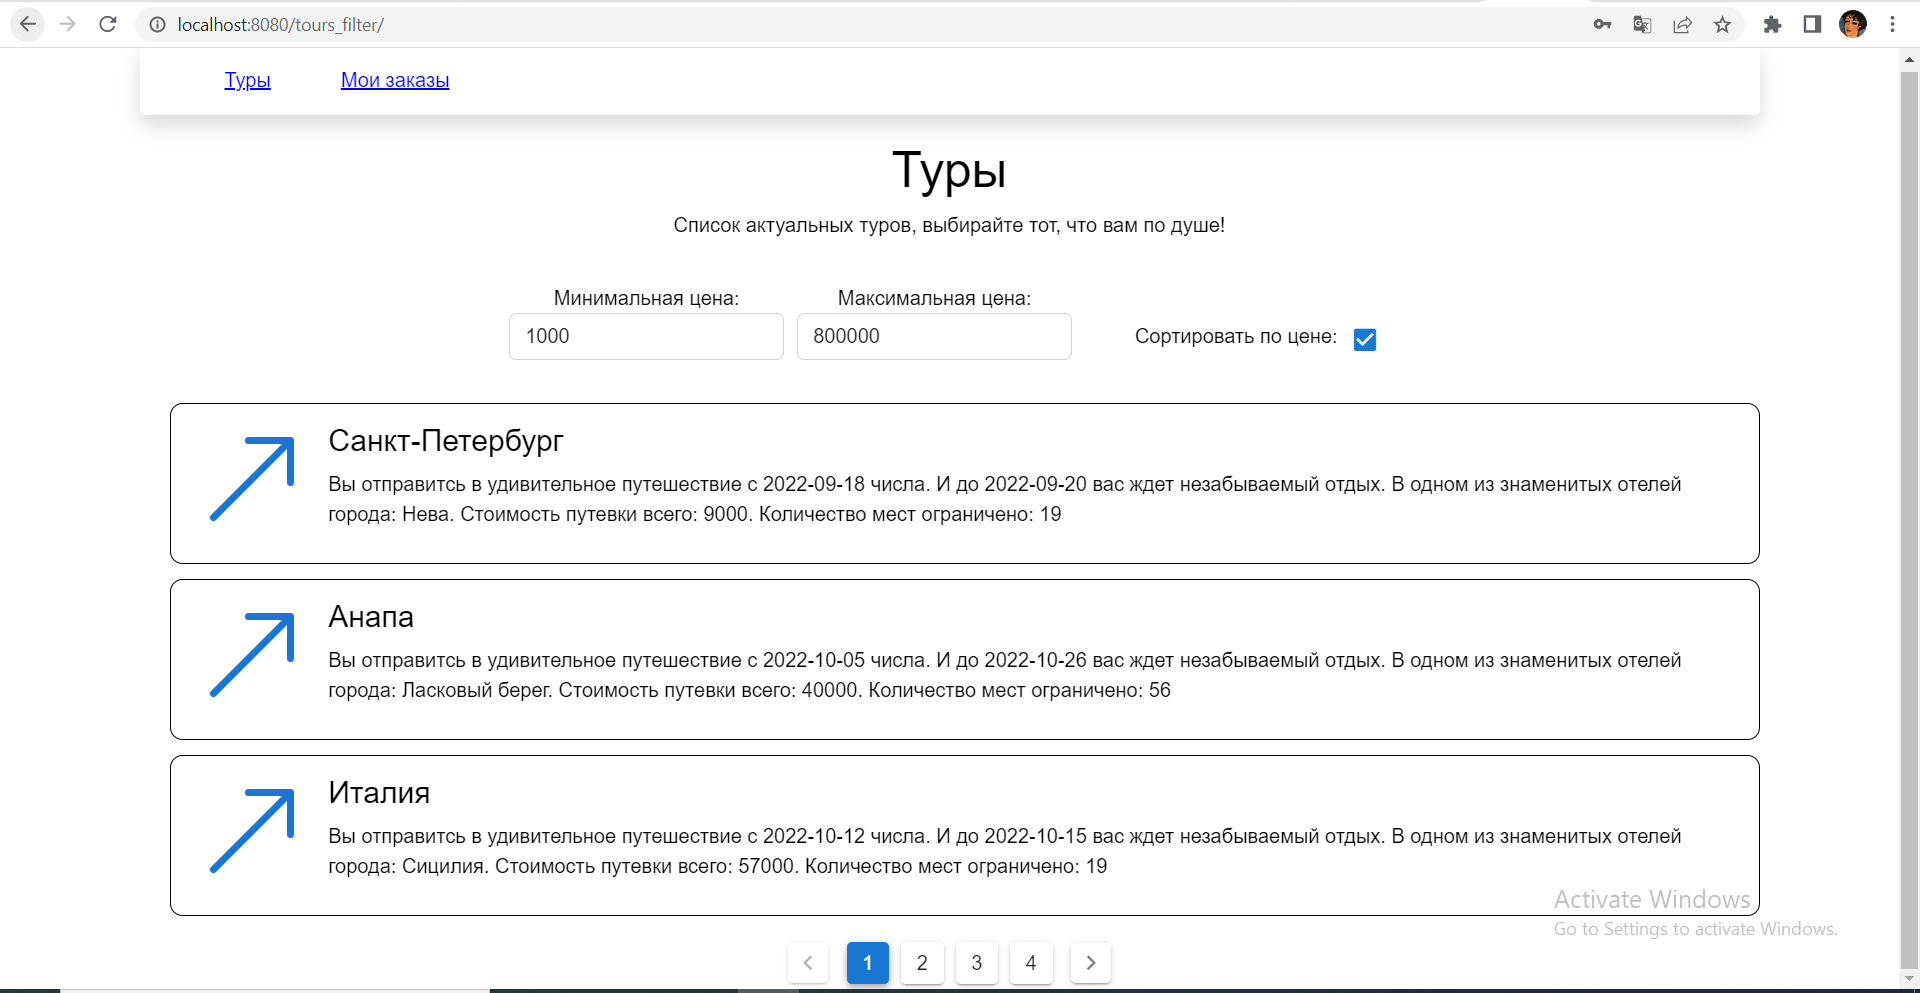 localhost:8080/tours_filter/
Туры Мои заказы
Туры
Список актуальных туров, выбирайте тот, что вам по душе!
Минимальная цена: Максимальная цена:
1000 800000 Сортировать по цене:
Санкт-Петербург
Вы отправитсь в удивительное путешествие с 2022-09-18 числа. И до 2022-09-20 вас ждет незабываемый отдых. В одном из знаменитых отелей
города: Нева. Стоимость путевки всего: 9000. Количество мест ограничено: 19
Анапа
Вы отправитсь в удивительное путешествие с 2022-10-05 числа. И до 2022-10-26 вас ждет незабываемый отдых. В одном из знаменитых отелей
города: Ласковый берег. Стоимость путевки всего: 40000. Количество мест ограничено: 56
Италия
Вы отправитсь в удивительное путешествие с 2022-10-12 числа. И до 2022-10-15 вас ждет незабываемый отдых. В одном из знаменитых отелей
города: Сицилия. Стоимость путевки всего: 57000. Количество мест ограничено: 19
Activate Windows
Go to Settings to activate Windows.
1 2 3 4